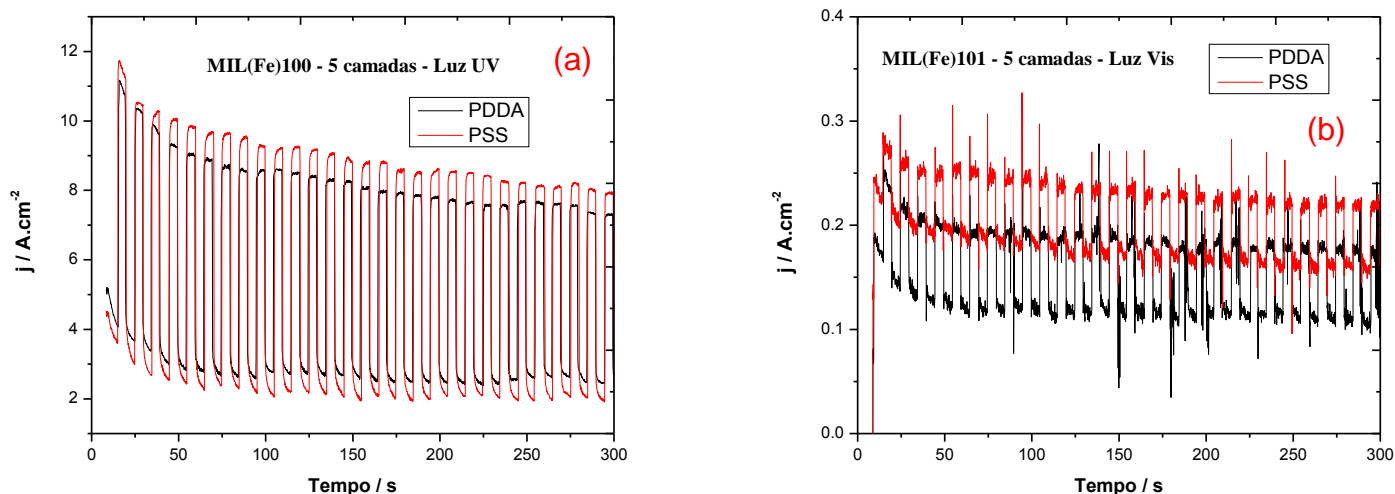 MIL(Fe)100 - 5 camadas - Luz UV
(a)
PDDA
PSS
j / A.cm⁻²
12
10
8
6
4
2
0 50 100 150 200 250 300
Tempo / s
MIL(Fe)101 - 5 camadas - Luz Vis
(b)
PDDA
PSS
j / A.cm⁻²
0.4
0.3
0.2
0.1
0.0
0 50 100 150 200 250 300
Tempo / s